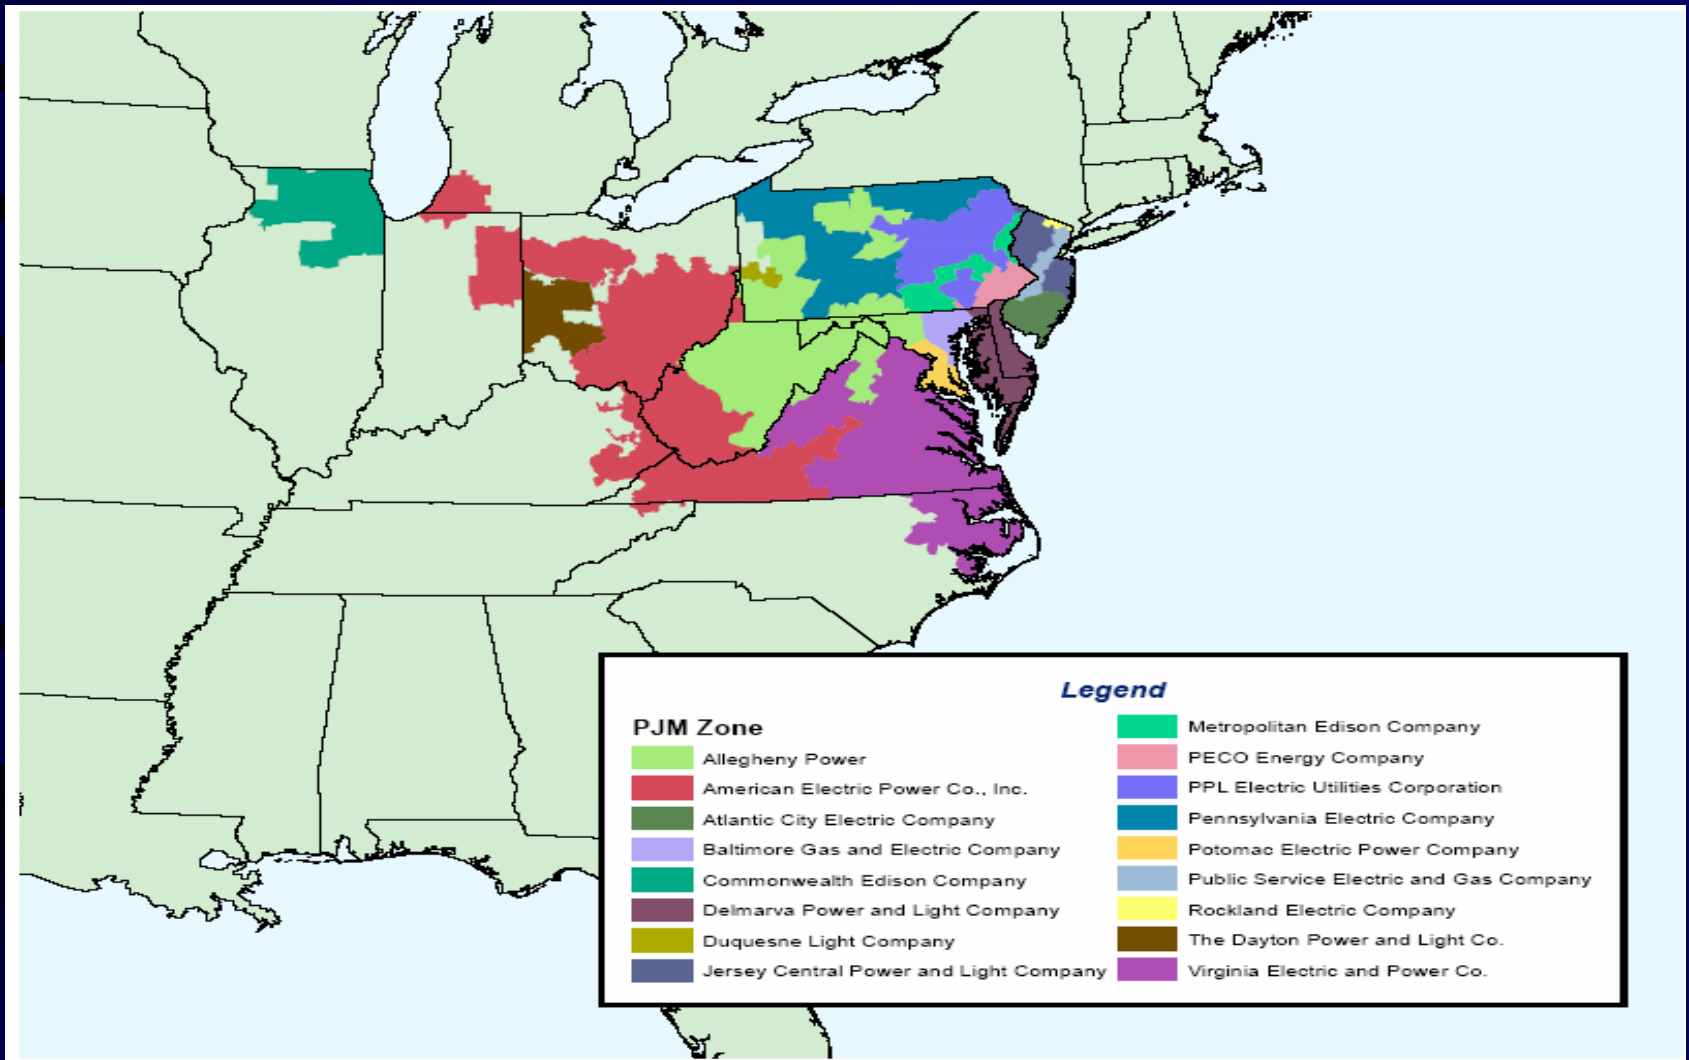 Legend
PJM Zone
Allegheny Power
American Electric Power Co., Inc.
Atlantic City Electric Company
Baltimore Gas and Electric Company
Commonwealth Edison Company
Delmarva Power and Light Company
Duquesne Light Company
Jersey Central Power and Light Company
Metropolitan Edison Company
PECO Energy Company
PPL Electric Utilities Corporation
Pennsylvania Electric Company
Potomac Electric Power Company
Public Service Electric and Gas Company
Rockland Electric Company
The Dayton Power and Light Co.
Virginia Electric and Power Co.